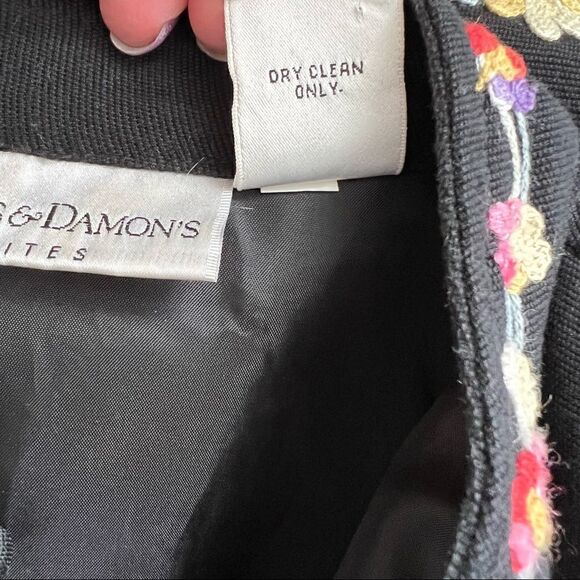 DRY CLEAN
ONLY.
S&DAMON'S
ITES